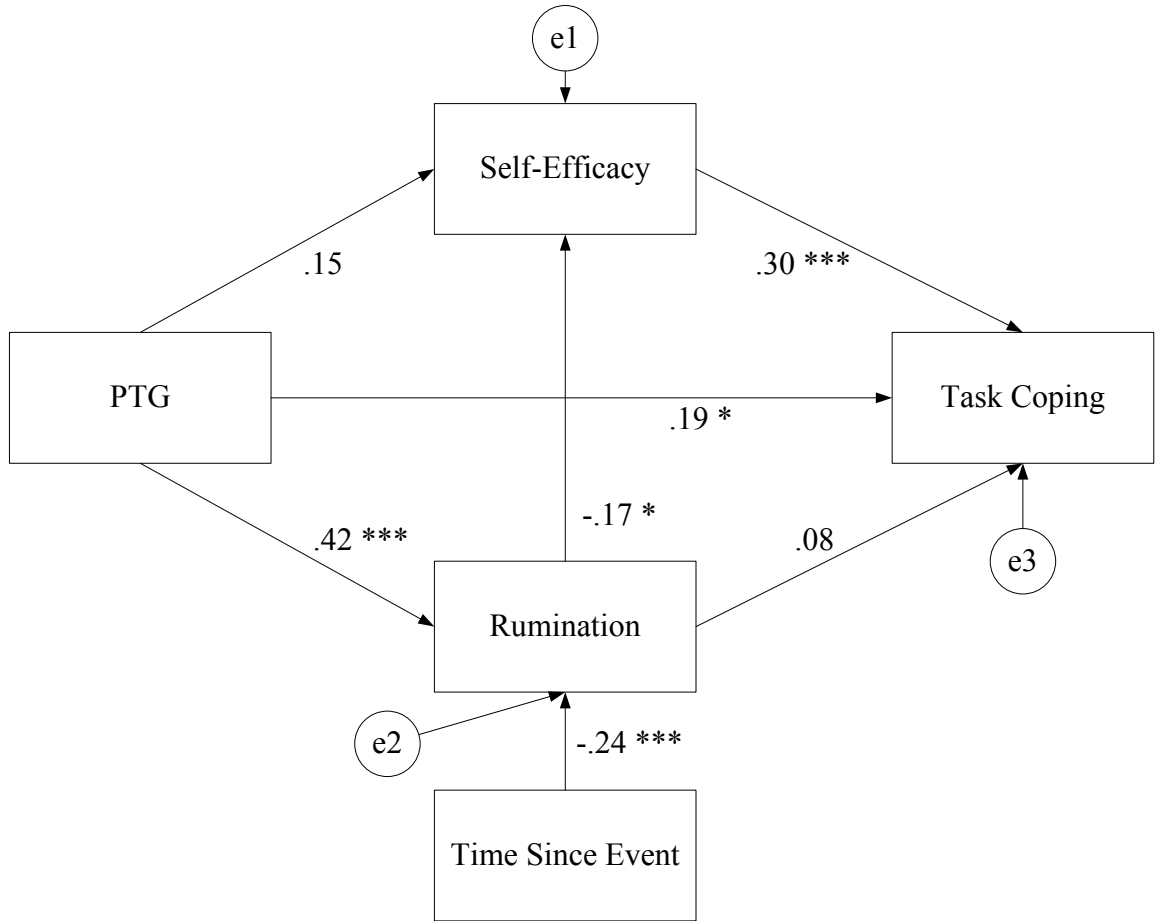 e1
Self-Efficacy
.15
.30 ***
PTG
Task Coping
.19 *
-.17 *
.42 ***
.08
e3
Rumination
e2
-.24 ***
Time Since Event